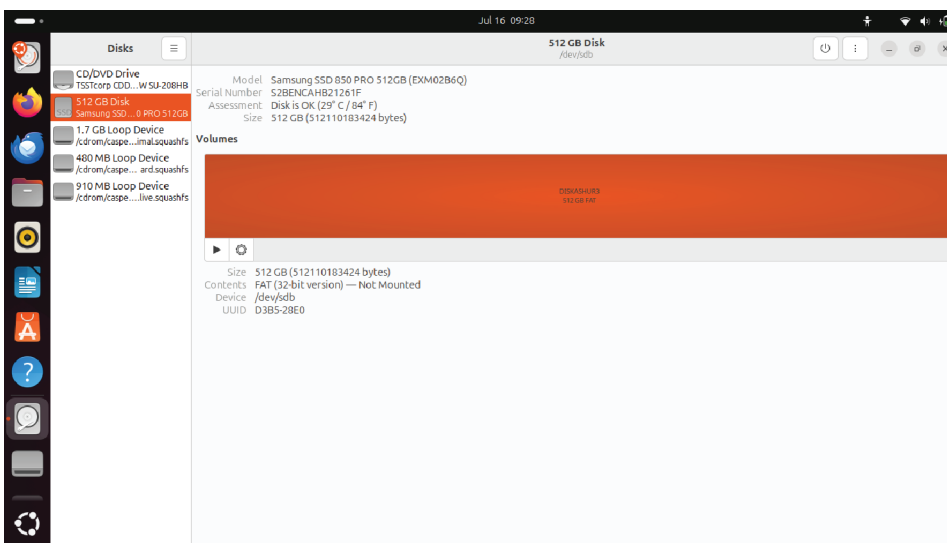 Jul 16 09:28
Disks
512 GB Disk
/dev/sdb
CD/DVD Drive
TSSTcorp CDD...W SU-208HB
512 GB Disk
Samsung SSD...0 PRO 512GB
1.7 GB Loop Device
/cdrom/caspe...imal.squashfs
480 MB Loop Device
/cdrom/caspe... ard.squashfs
910 MB Loop Device
/cdrom/caspe....live.squashfs
Model Samsung SSD 850 PRO 512GB (EXM02B6Q)
Serial Number S2BENCAHB21261F
Assessment Disk is OK (29° C / 84° F)
Size 512 GB (512110183424 bytes)
Volumes
DISKASHUR3
512 GB FAT
Size 512 GB (512110183424 bytes)
Contents FAT (32-bit version) — Not Mounted
Device /dev/sdb
UUID D3B5-28E0